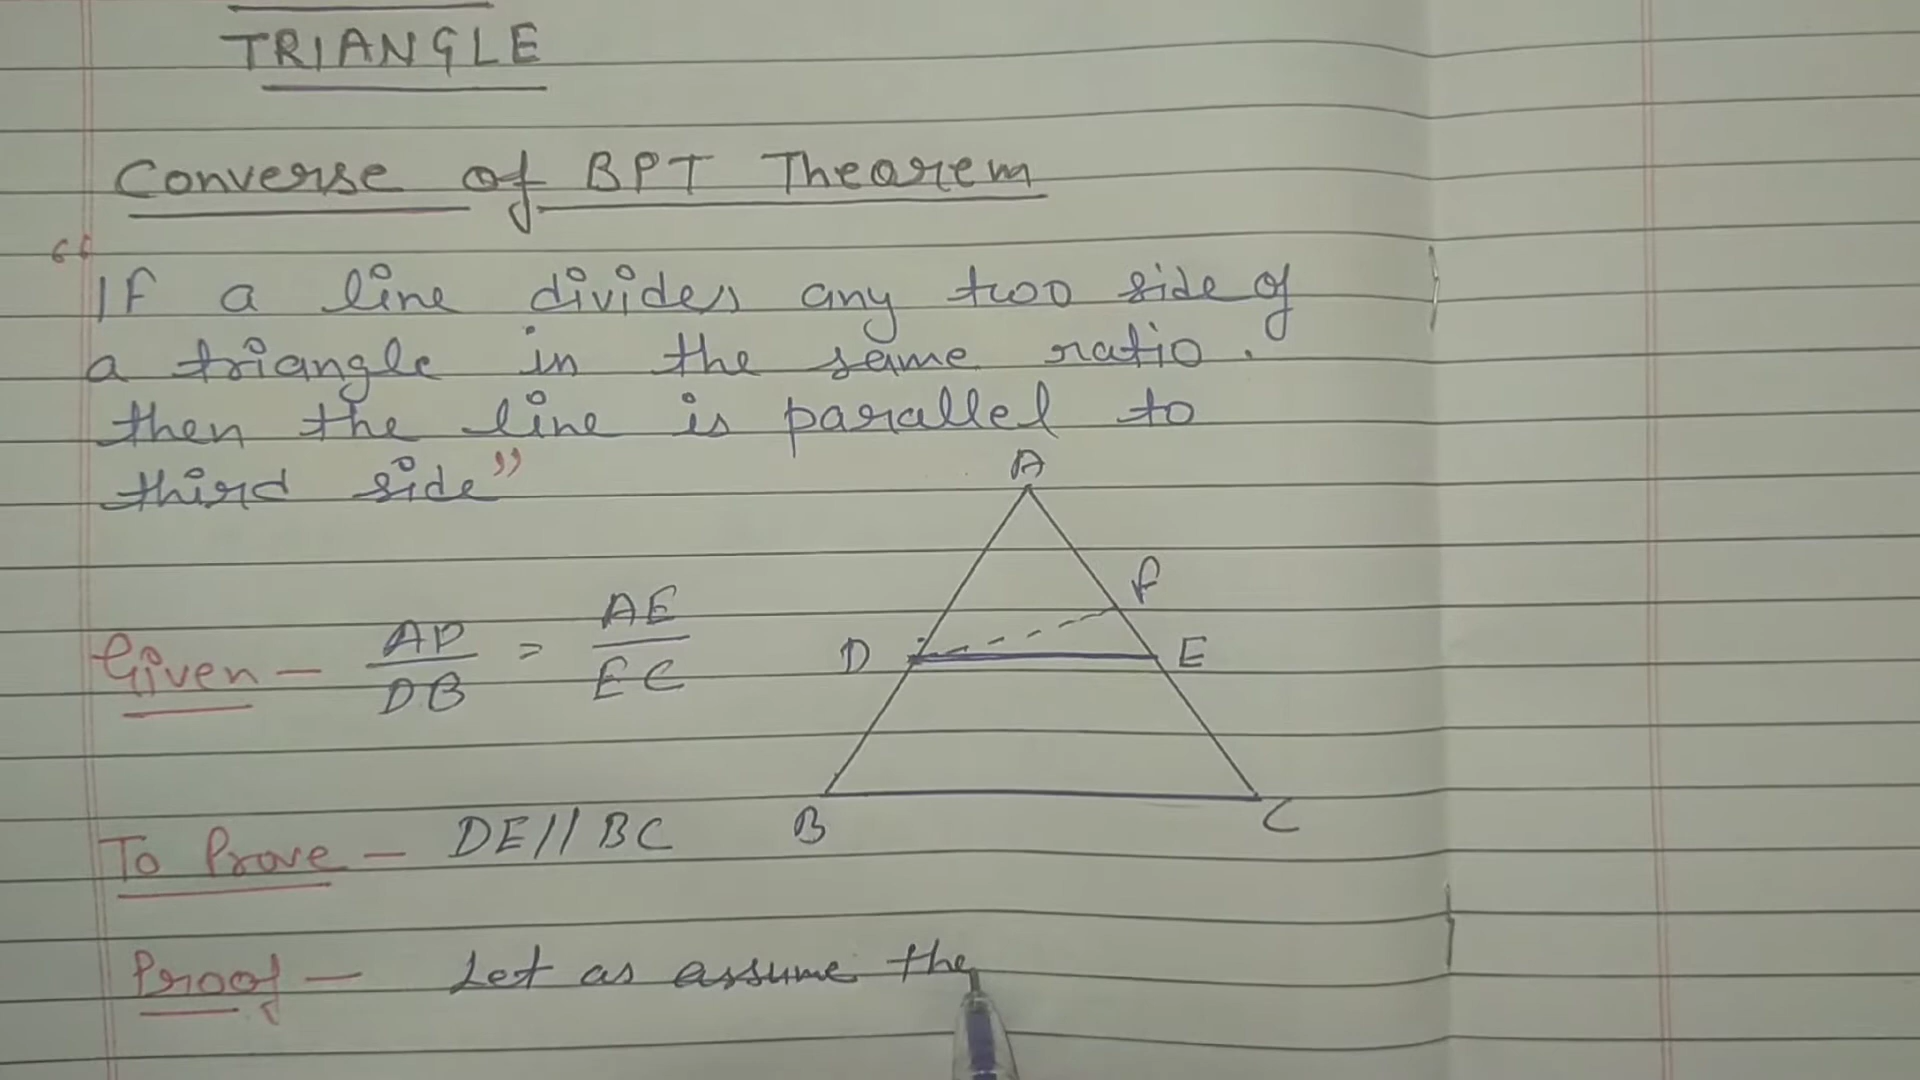 TRIANGLE
Converse of BPT Theorem
"If a line divides any two side of
a triangle in the same ratio.
then the line is parallel to
third side"
A
F
Given - AD/DB = AE/EC
D E
B C
To Prove - DE//BC
Proof - Let as assume the